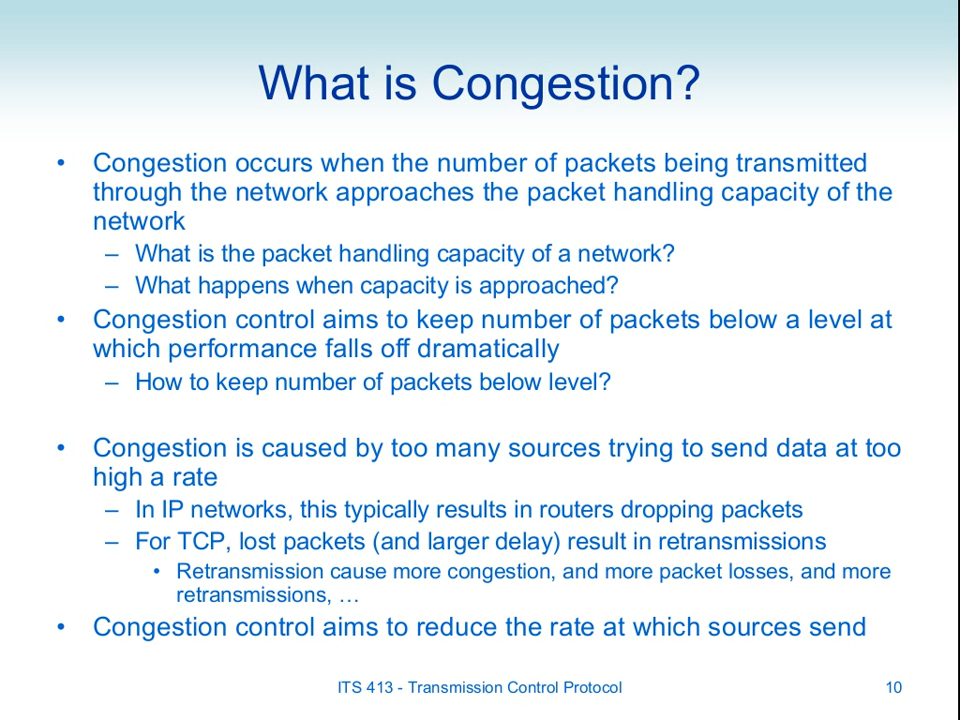 What is Congestion?
• Congestion occurs when the number of packets being transmitted
through the network approaches the packet handling capacity of the
network
– What is the packet handling capacity of a network?
– What happens when capacity is approached?
• Congestion control aims to keep number of packets below a level at
which performance falls off dramatically
– How to keep number of packets below level?
• Congestion is caused by too many sources trying to send data at too
high a rate
– In IP networks, this typically results in routers dropping packets
– For TCP, lost packets (and larger delay) result in retransmissions
• Retransmission cause more congestion, and more packet losses, and more
retransmissions, …
• Congestion control aims to reduce the rate at which sources send
ITS 413 - Transmission Control Protocol
10